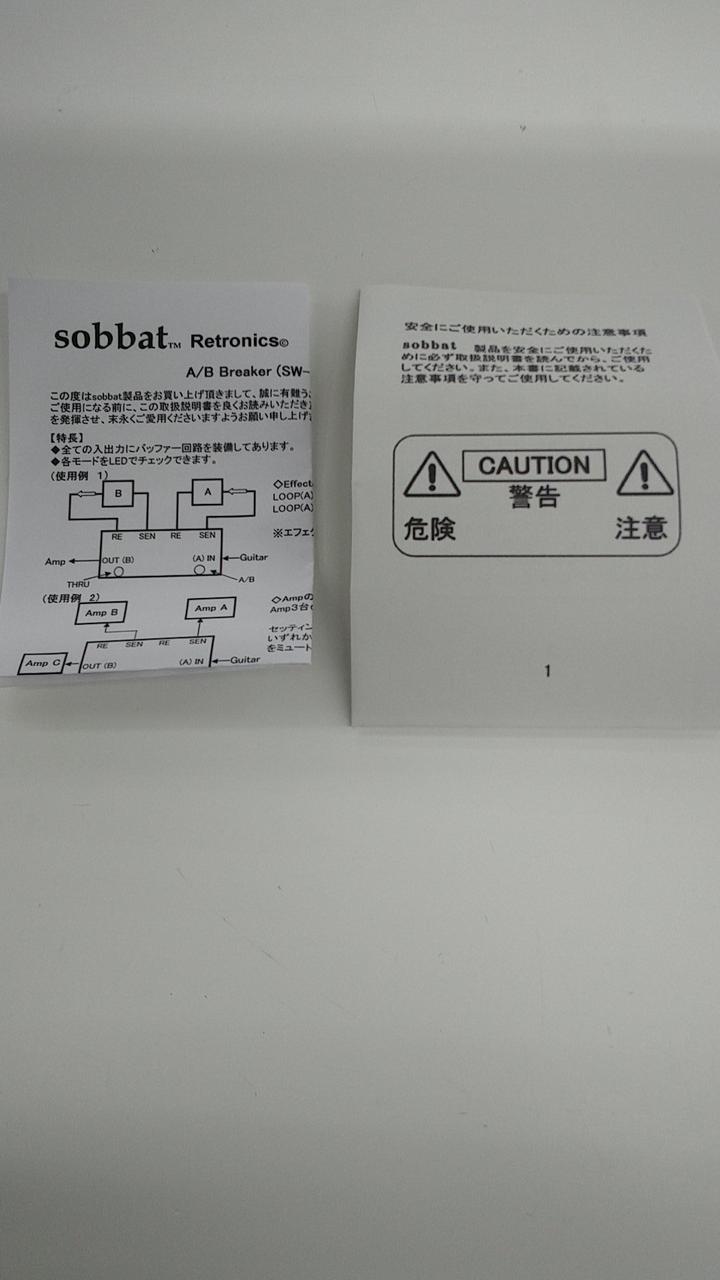 sobbat™ Retronics©
A/B Breaker (SW-
この度はsobbat製品をお買い上げ頂きまして、誠に有難う
ご使用になる前に、この取扱説明書を良くお読みいただき
を発揮させ、末永くご愛用くださいますようお願い申し上げ
【特長】
◆全ての入出力にバッファー回路を装備してあります。
◆各モードをLEDでチェックできます。
(使用例 1)
B
A
◇Effect
LOOP(A)
LOOP(A)
RE SEN RE SEN
※エフェク
Amp
OUT (B)
(A) IN
Guitar
THRU
A/B
(使用例 2)
Amp B
Amp A
◇Ampの
Amp3台
RE SEN RE SEN
セッティン
いずれか
をミュート
Amp C
OUT (B)
(A) IN
Guitar
安全にご使用いただくための注意事項
sobbat 製品を安全にご使用いただくた
めに必ず取扱説明書を読んでから、ご使用
してください。また、本書に記載されている
注意事項を守ってご使用してください。
CAUTION
警告
危険
注意
1